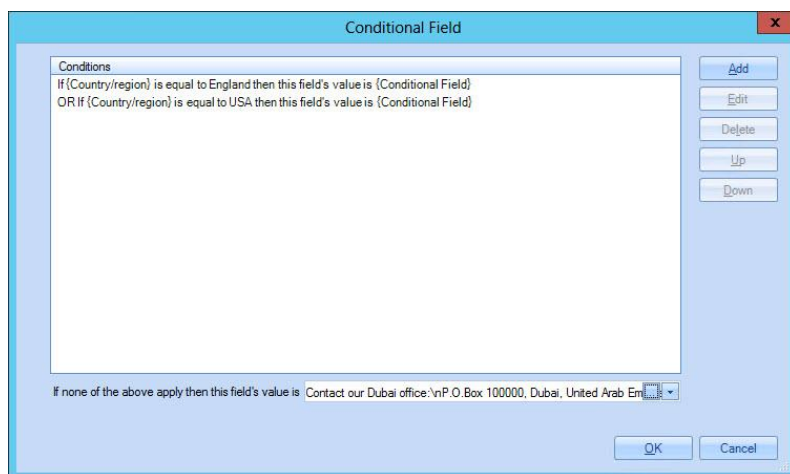 Conditional Field
x
Conditions
Add
If {Country/region} is equal to England then this field's value is {Conditional Field}
OR If {Country/region} is equal to USA then this field's value is {Conditional Field}
Edit
Delete
Up
Down
If none of the above apply then this field's value is Contact our Dubai office:\nP.O.Box 100000, Dubai, United Arab Em ...
OK Cancel